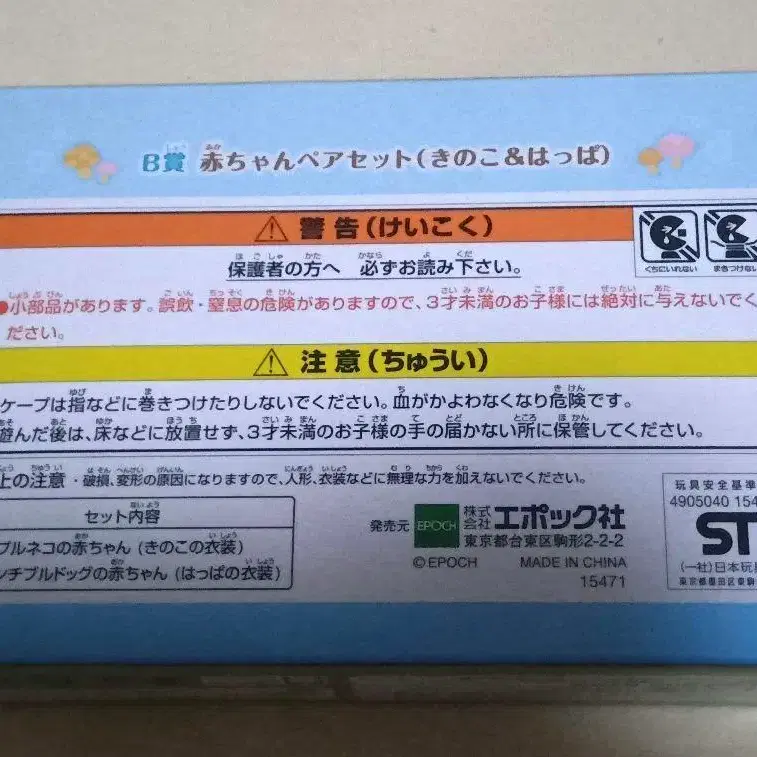 B賞 赤ちゃんペアセット(きのこ&はっぱ)
⚠ 警告(けいこく)
くちにいれない
まきつけない
保護者の方へ 必ずお読み下さい。
●小部品があります。誤飲・窒息の危険がありますので、3才未満のお子様には絶対に与えないでく
ださい。
⚠ 注意(ちゅうい)
ケープは指などに巻きつけたりしないでください。血がかよわなくなり危険です。
遊んだ後は、床などに放置せず、3才未満のお子様の手の届かない所に保管してください。
上の注意・破損、変形の原因になりますので、人形、衣装などに無理な力を加えないでください。
セット内容
プルネコの赤ちゃん(きのこの衣装)
ンチブルドッグの赤ちゃん(はっぱの衣装)
発売元 EPOCH 株式会社 エポック社
東京都台東区駒形2-2-2
©EPOCH MADE IN CHINA
15471
玩具安全基準
4905040 154
ST
(一社)日本玩具
東京都墨田区東駒